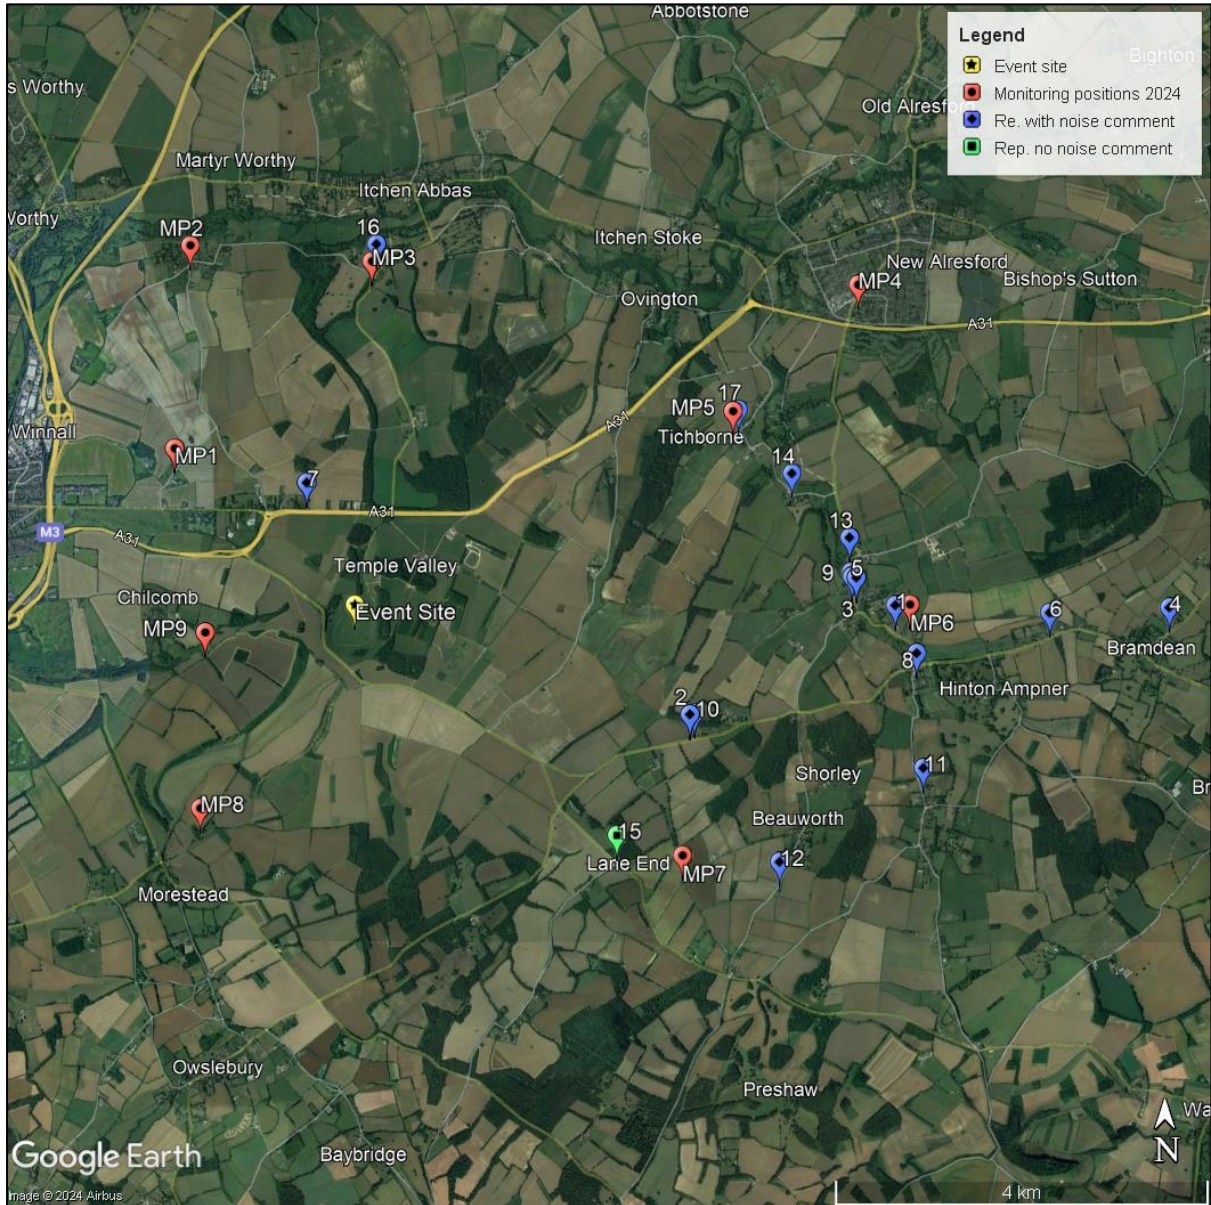 Abbotstone
Legend
Event site
Monitoring positions 2024
Re. with noise comment
Rep. no noise comment
Bighton
s Worthy
Old Alresford
Martyr Worthy
Itchen Abbas
Worthy
MP2
16
MP3
Itchen Stoke
New Alresford
Bishop's Sutton
MP4
Ovington
A31
A31
17
MP5
Tichborne
Winnall
MP1
7
14
A31
M3
A31
13
Temple Valley
9
5
Chilcomb
Event Site
3
1
MP6
6
4
MP9
Bramdean
8
Hinton Ampner
2
10
11
Shorley
Br
MP8
Beauworth
15
Lane End
MP7
12
Morestead
Owslebury
Preshaw
Wa
N
Google Earth
Baybridge
Image © 2024 Airbus
4 km